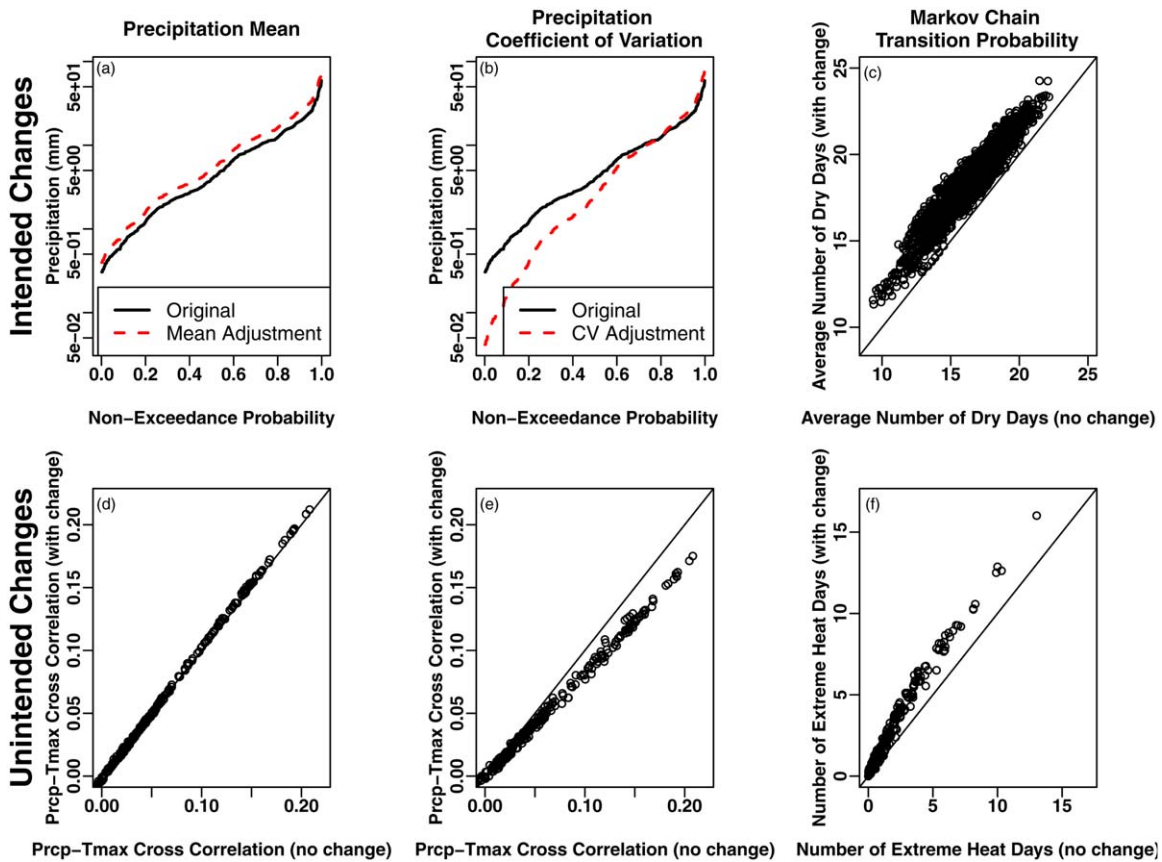 Precipitation Mean
Precipitation
Coefficient of Variation
Markov Chain
Transition Probability
Intended Changes
(a)
Precipitation (mm)
5e−02 5e−01 5e+00 5e+01
Original
Mean Adjustment
0.0 0.2 0.4 0.6 0.8 1.0
Non−Exceedance Probability
(b)
Precipitation (mm)
5e−02 5e−01 5e+00 5e+01
Original
CV Adjustment
0.0 0.2 0.4 0.6 0.8 1.0
Non−Exceedance Probability
(c)
Average Number of Dry Days (with change)
10 15 20 25
10 15 20 25
Average Number of Dry Days (no change)
Unintended Changes
(d)
Prcp−Tmax Cross Correlation (with change)
0.00 0.05 0.10 0.15 0.20
0.00 0.10 0.20
Prcp−Tmax Cross Correlation (no change)
(e)
Prcp−Tmax Cross Correlation (with change)
0.00 0.05 0.10 0.15 0.20
0.00 0.05 0.10 0.15 0.20
Prcp−Tmax Cross Correlation (no change)
(f)
Number of Extreme Heat Days (with change)
0 5 10 15
0 5 10 15
Number of Extreme Heat Days (no change)